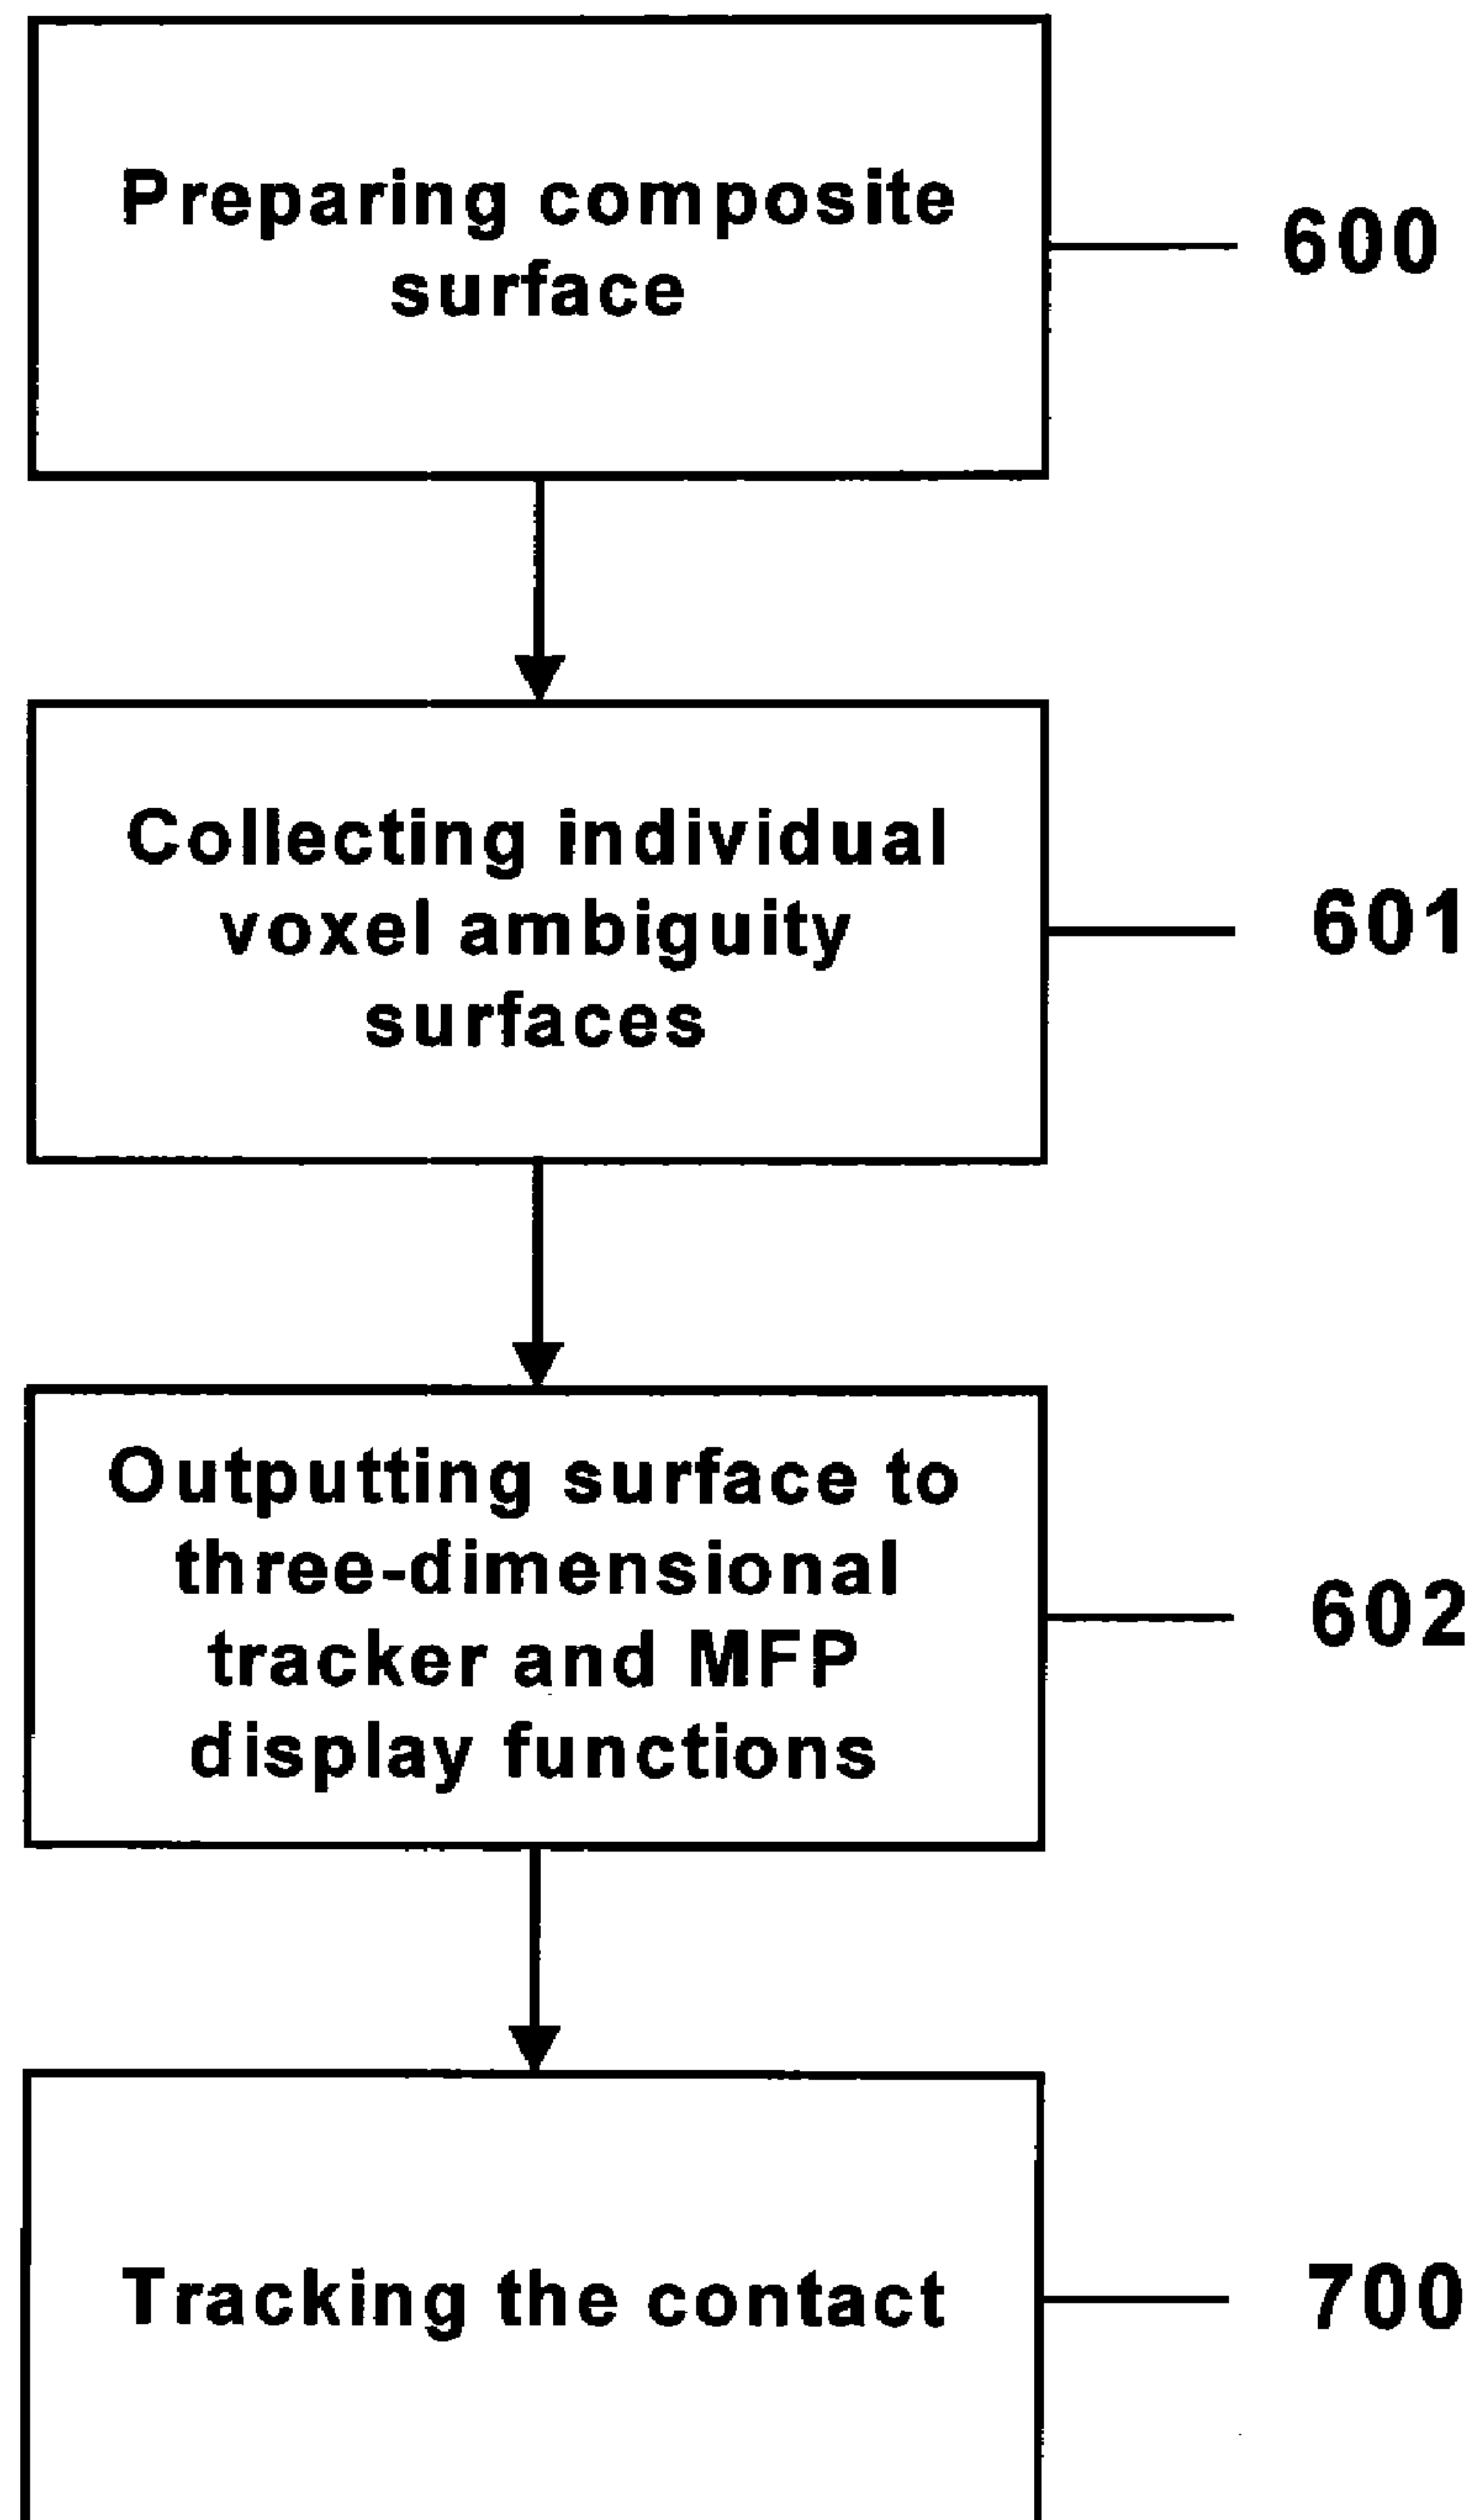 Preparing composite
surface
600
Collecting individual
voxel ambiguity
surfaces
601
Outputting surface to
three-dimensional
tracker and MFP
display functions
602
Tracking the contact
700